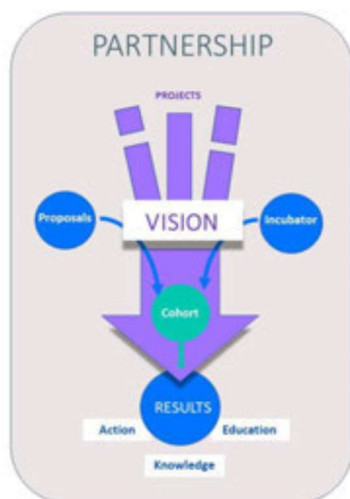 PARTNERSHIP
PROJECTS
Proposals
VISION
Incubator
Cohort
RESULTS
Action
Education
Knowledge